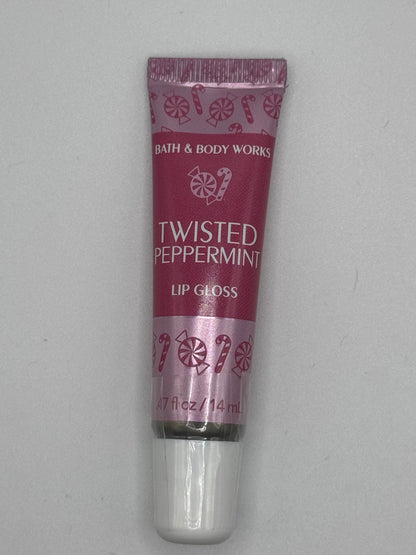 BATH & BODY WORKS
TWISTED
PEPPERMINT
LIP GLOSS
.47 fl oz / 14 mL